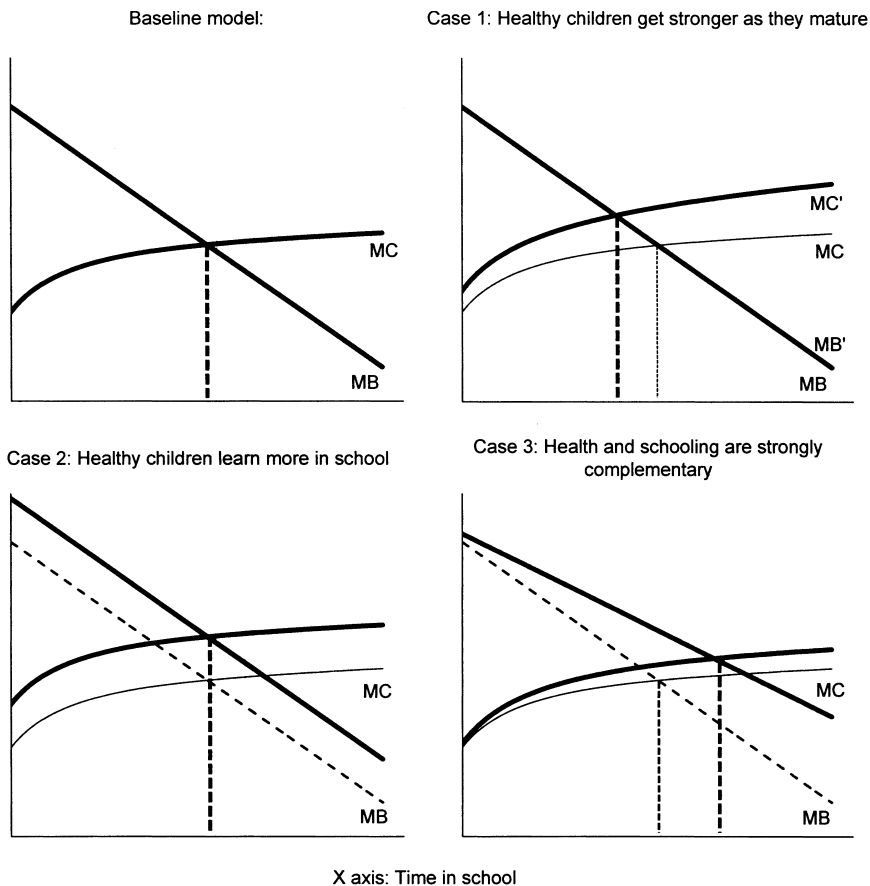 Baseline model:
Case 1: Healthy children get stronger as they mature
MC
MB
MC'
MC
MB'
MB
Case 2: Healthy children learn more in school
Case 3: Health and schooling are strongly
complementary
MC
MB
MC
MB
X axis: Time in school